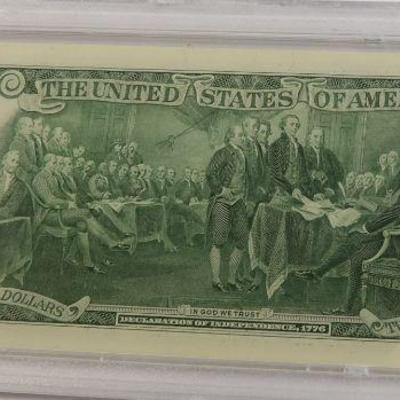 THE UNITED STATES OF AME
DOLLARS
IN GOD WE TRUST
DECLARATION OF INDEPENDENCE, 1776